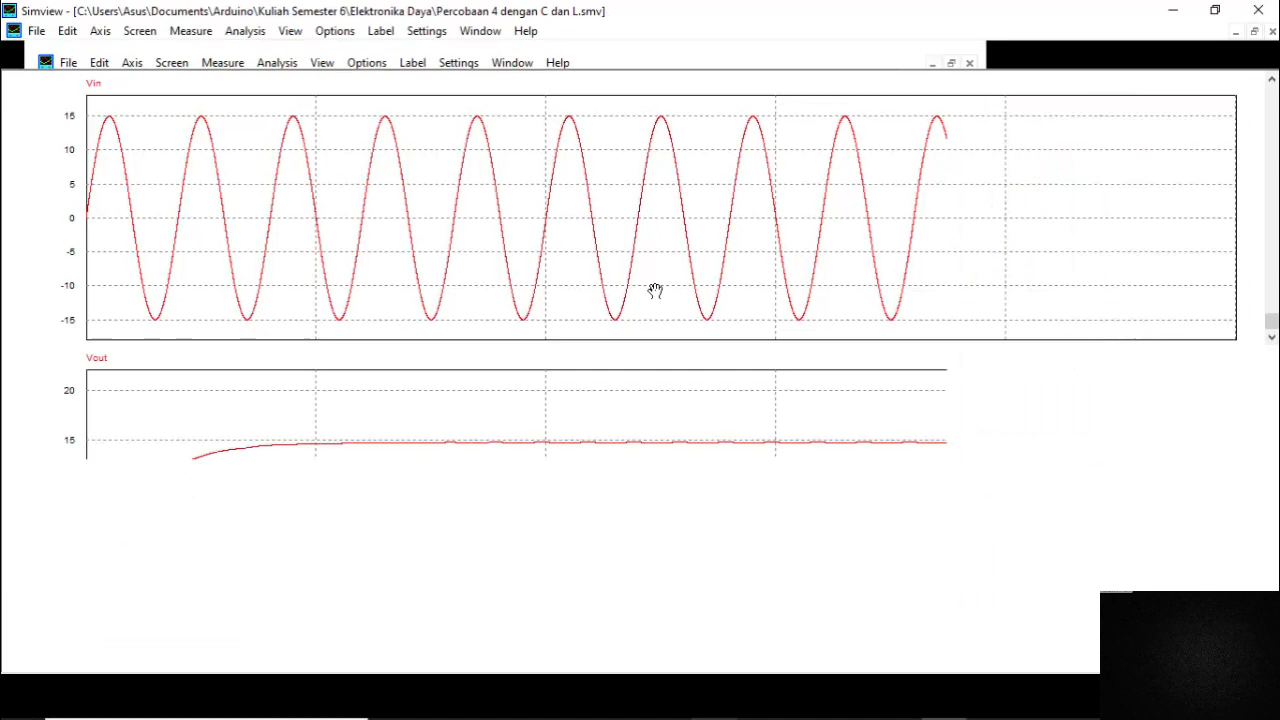 Simview - [C:\Users\Asus\Documents\Arduino\Kuliah Semester 6\Elektronika Daya\Percobaan 4 dengan C dan L.smv]
File Edit Axis Screen Measure Analysis View Options Label Settings Window Help
File Edit Axis Screen Measure Analysis View Options Label Settings Window Help
Vin
15
10
5
0
-5
-10
-15
Vout
20
15